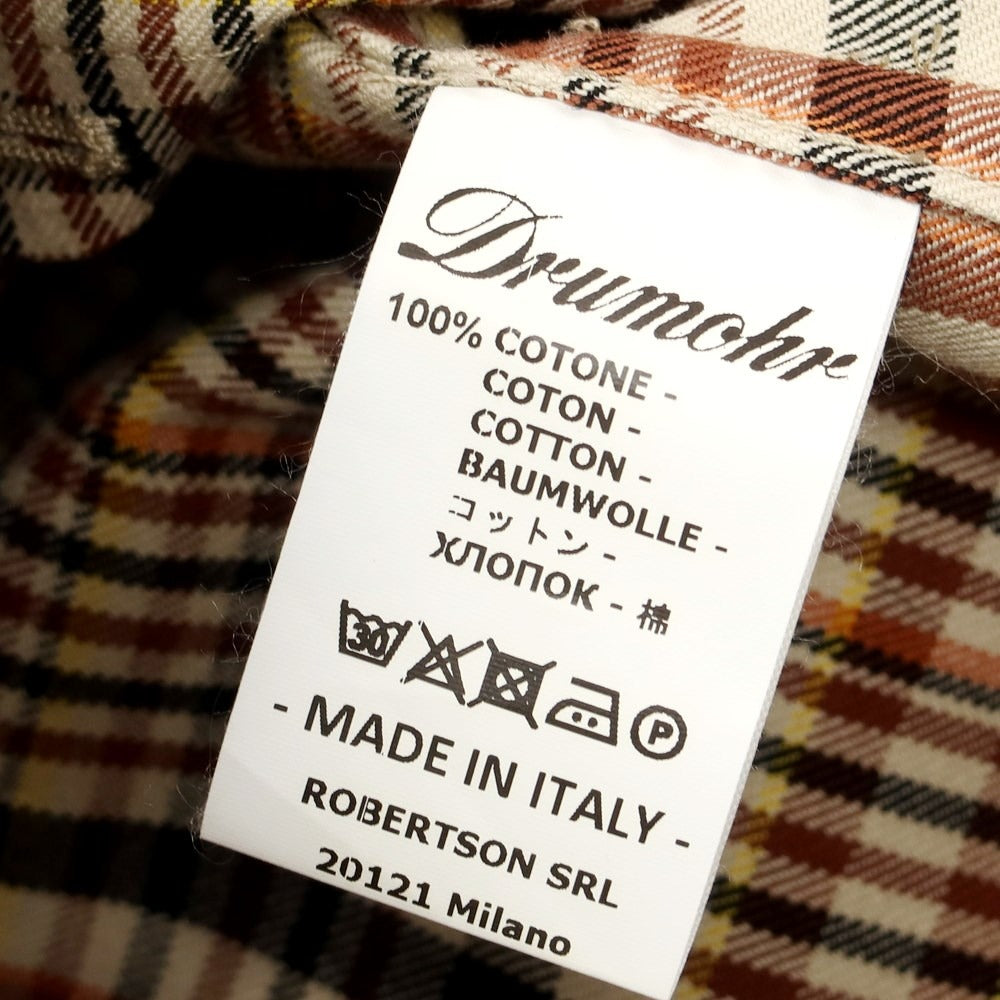 Drumohr
100% COTONE -
COTON -
COTTON -
BAUMWOLLE -
コットン -
ХЛОПОК - 棉
30
P
- MADE IN ITALY -
ROBERTSON SRL
20121 Milano